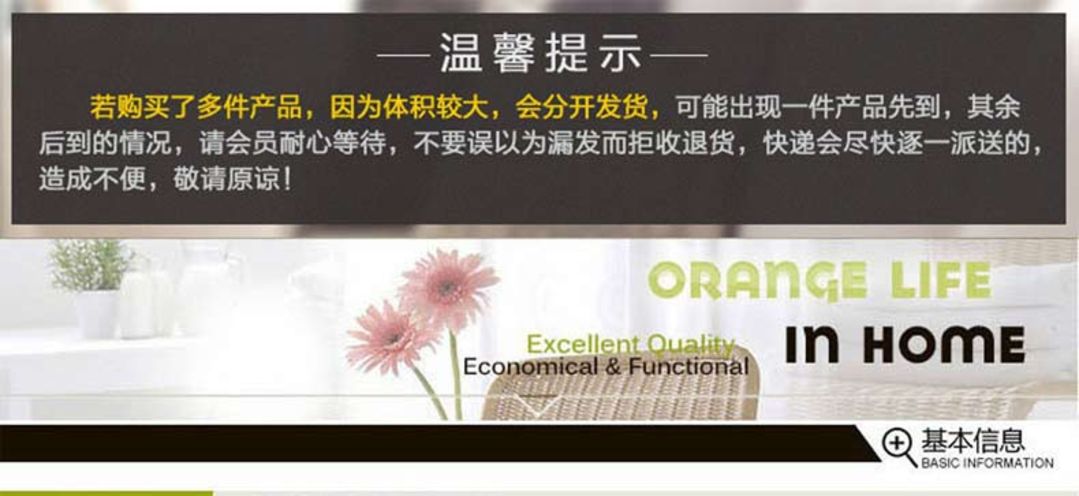 温馨提示
若购买了多件产品，因为体积较大，会分开发货，可能出现一件产品先到，其余
后到的情况，请会员耐心等待，不要误以为漏发而拒收退货，快递会尽快逐一派送的，
造成不便，敬请原谅！
ORANGE LIFE
IN HOME
Excellent Quality
Economical & Functional
基本信息
BASIC INFORMATION